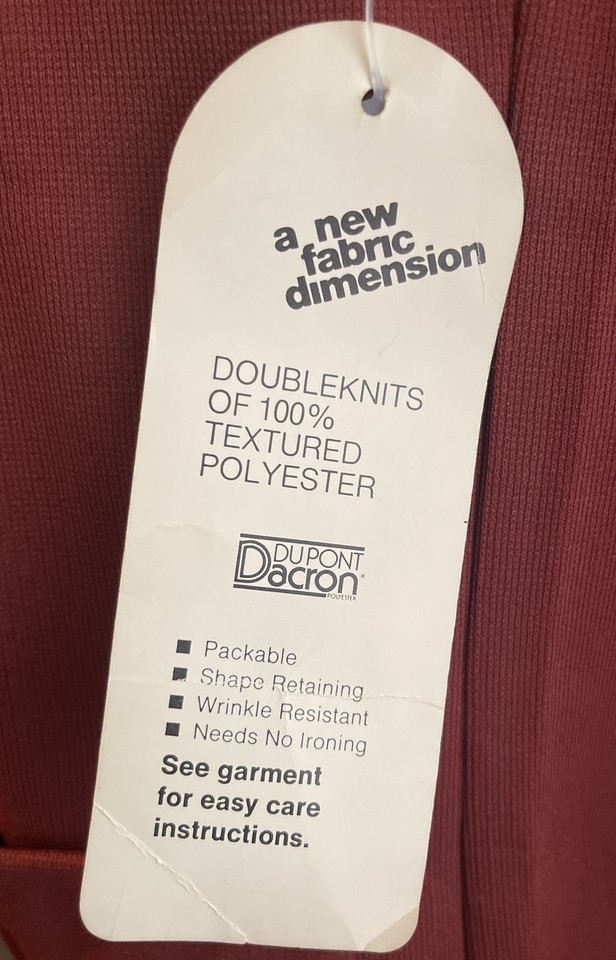 a new
fabric
dimension
DOUBLEKNITS
OF 100%
TEXTURED
POLYESTER
DU PONT
Dacron®
POLYESTER
■ Packable
■ Shape Retaining
■ Wrinkle Resistant
■ Needs No Ironing
See garment
for easy care
instructions.